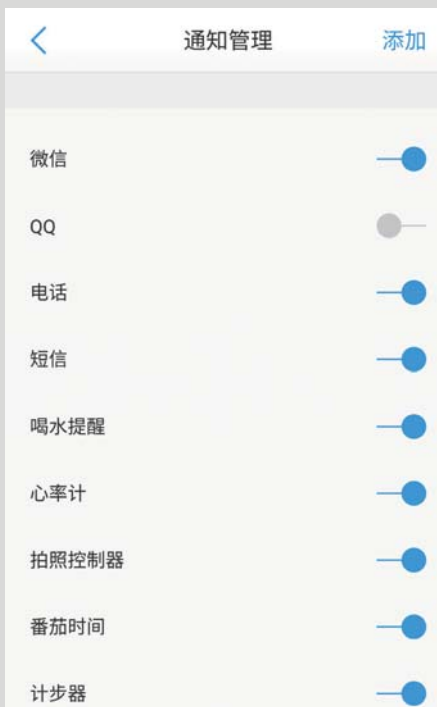 通知管理 添加
微信
QQ
电话
短信
喝水提醒
心率计
拍照控制器
番茄时间
计步器